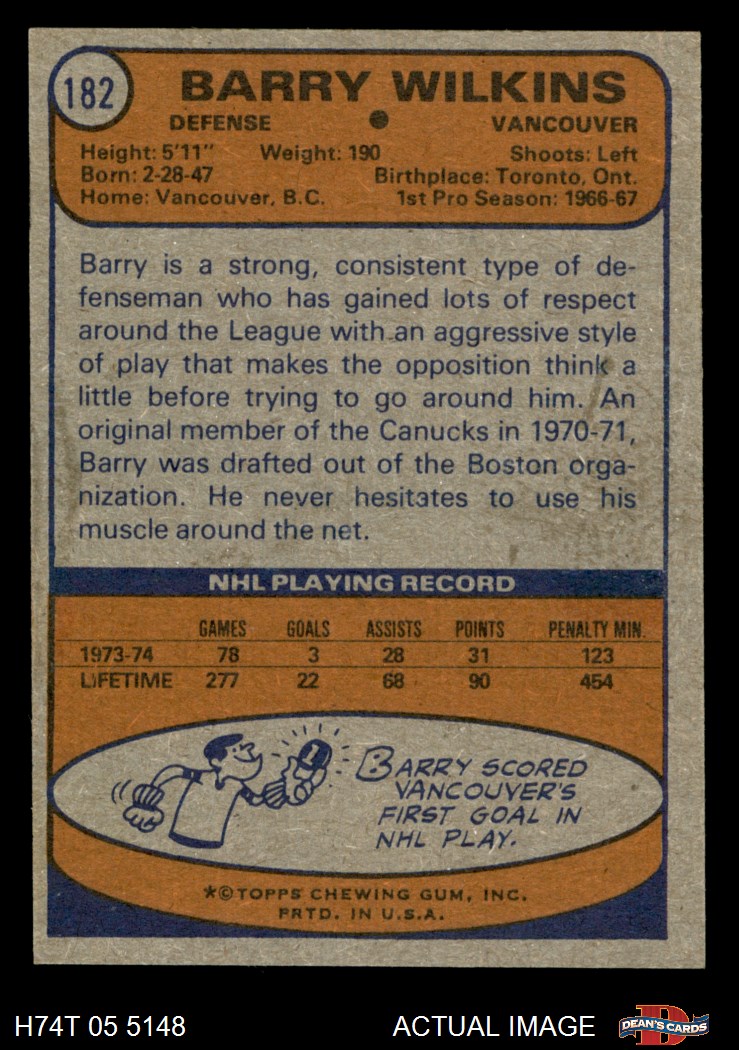 182
BARRY WILKINS
DEFENSE ● VANCOUVER
Height: 5'11" Weight: 190 Shoots: Left
Born: 2-28-47 Birthplace: Toronto, Ont.
Home: Vancouver, B.C. 1st Pro Season: 1966-67
Barry is a strong, consistent type of de-
fenseman who has gained lots of respect
around the League with an aggressive style
of play that makes the opposition think a
little before trying to go around him. An
original member of the Canucks in 1970-71,
Barry was drafted out of the Boston orga-
nization. He never hesitates to use his
muscle around the net.
NHL PLAYING RECORD
GAMES GOALS ASSISTS POINTS PENALTY MIN.
1973-74 78 3 28 31 123
LIFETIME 277 22 68 90 454
1
BARRY SCORED
VANCOUVER'S
FIRST GOAL IN
NHL PLAY.
*©TOPPS CHEWING GUM, INC.
PRTD. IN U.S.A.
H74T 05 5148 ACTUAL IMAGE D DEAN'S CARDS